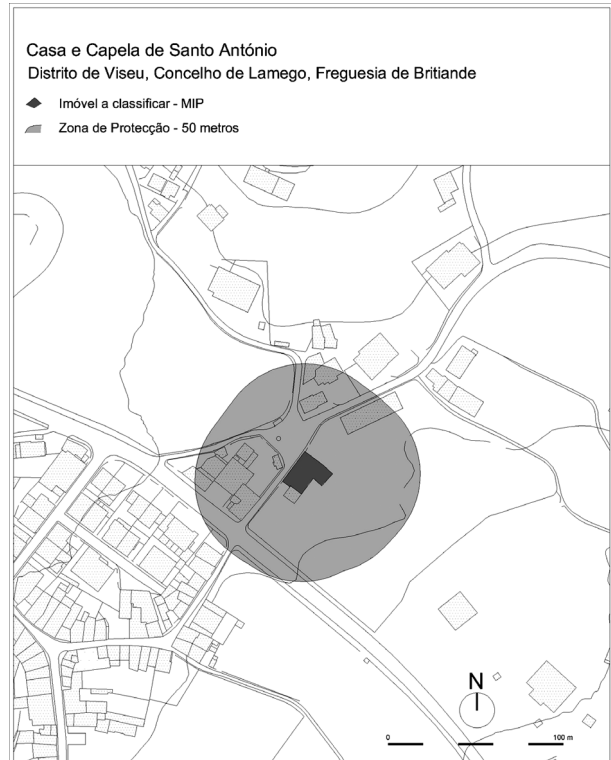 Casa e Capela de Santo António
Distrito de Viseu, Concelho de Lamego, Freguesia de Britiande
Imóvel a classificar - MIP
Zona de Protecção - 50 metros
N
0 100 m